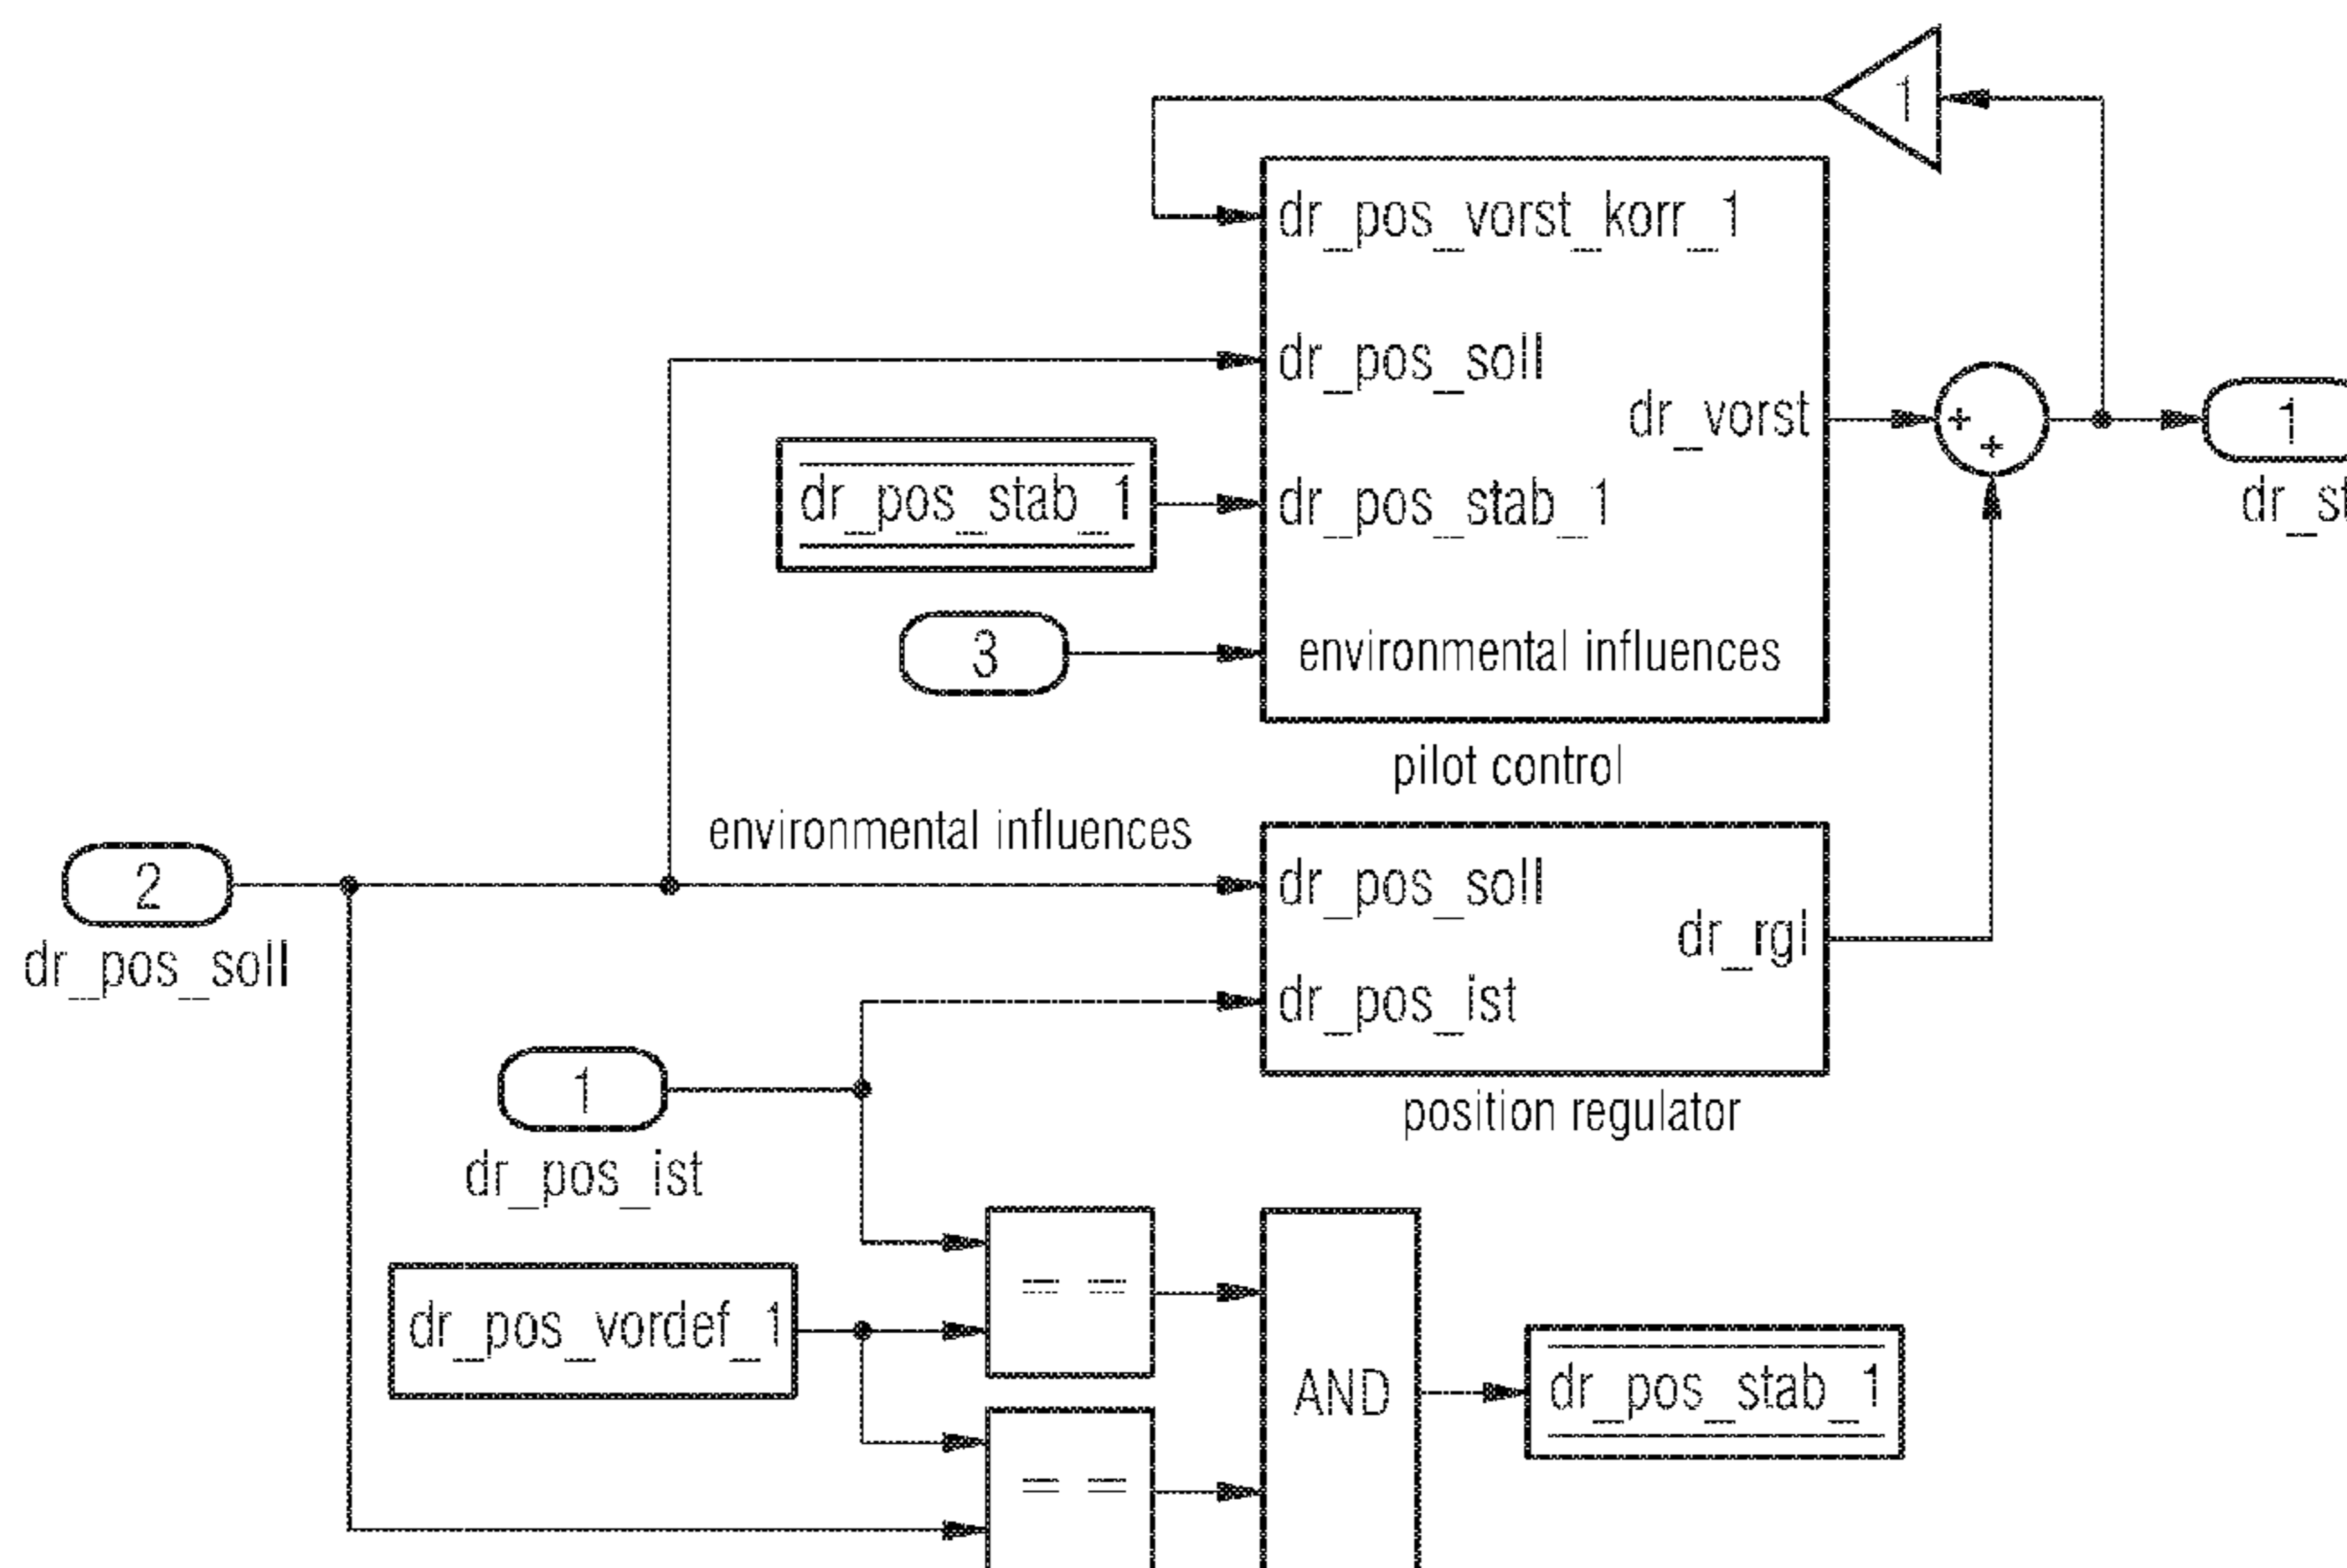 1
dr_pos_vorst_korr_1
dr_pos_soll
dr_vorst
+
+
1
dr_pos_stab_1
dr_pos_stab_1
3
environmental influences
pilot control
environmental influences
2
dr_pos_soll
dr_pos_soll
dr_rgl
dr_pos_ist
1
position regulator
dr_pos_ist
= =
dr_pos_vordef_1
AND
dr_pos_stab_1
= =